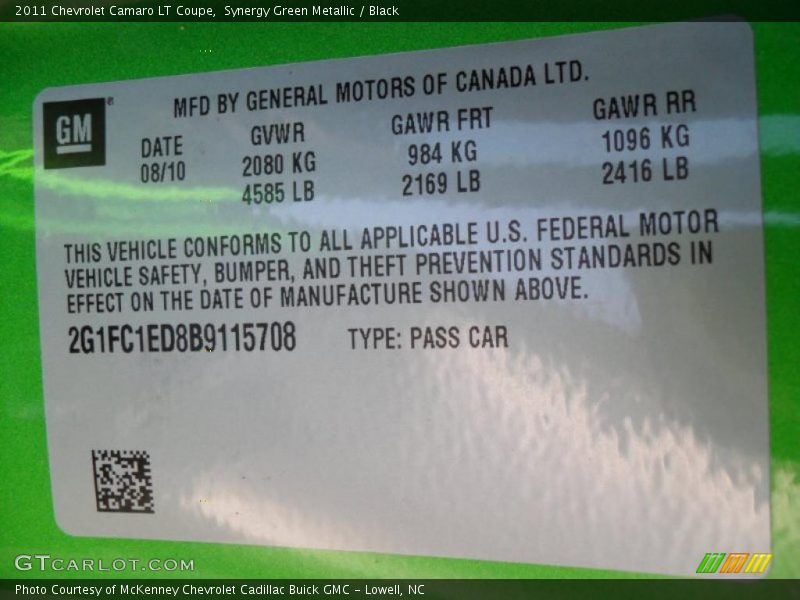 2011 Chevrolet Camaro LT Coupe,  Synergy Green Metallic / Black
GM®
MFD BY GENERAL MOTORS OF CANADA LTD.
DATE GVWR GAWR FRT GAWR RR
08/10 2080 KG 984 KG 1096 KG
4585 LB 2169 LB 2416 LB
THIS VEHICLE CONFORMS TO ALL APPLICABLE U.S. FEDERAL MOTOR
VEHICLE SAFETY, BUMPER, AND THEFT PREVENTION STANDARDS IN
EFFECT ON THE DATE OF MANUFACTURE SHOWN ABOVE.
2G1FC1ED8B9115708 TYPE: PASS CAR
GTCARLOT.COM
Photo Courtesy of McKenney Chevrolet Cadillac Buick GMC - Lowell, NC